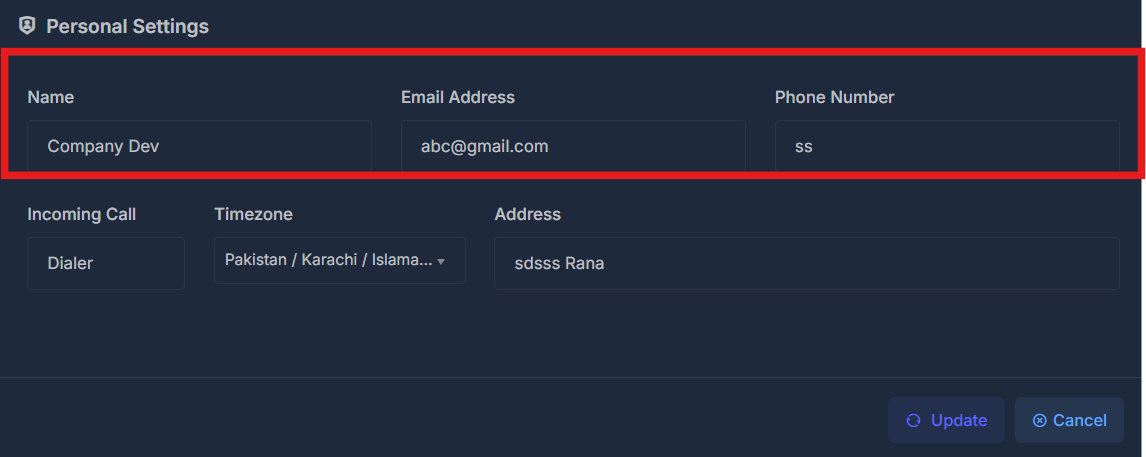 Personal Settings
Name Email Address Phone Number
Company Dev abc@gmail.com ss
Incoming Call Timezone Address
Dialer Pakistan / Karachi / Islama... sdsss Rana
Update Cancel